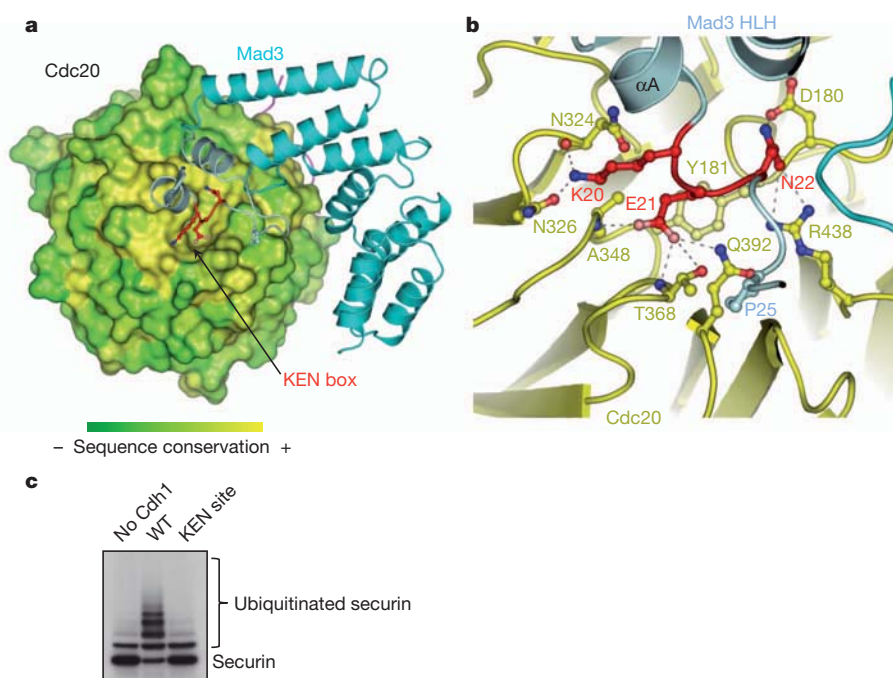 a
Cdc20
Mad3
KEN box
– Sequence conservation +
b
Mad3 HLH
αA
D180
N324
Y181
K20
E21
N22
N326
A348
Q392
R438
T368
P25
Cdc20
c
No Cdh1
WT
KEN site
Ubiquitinated securin
Securin